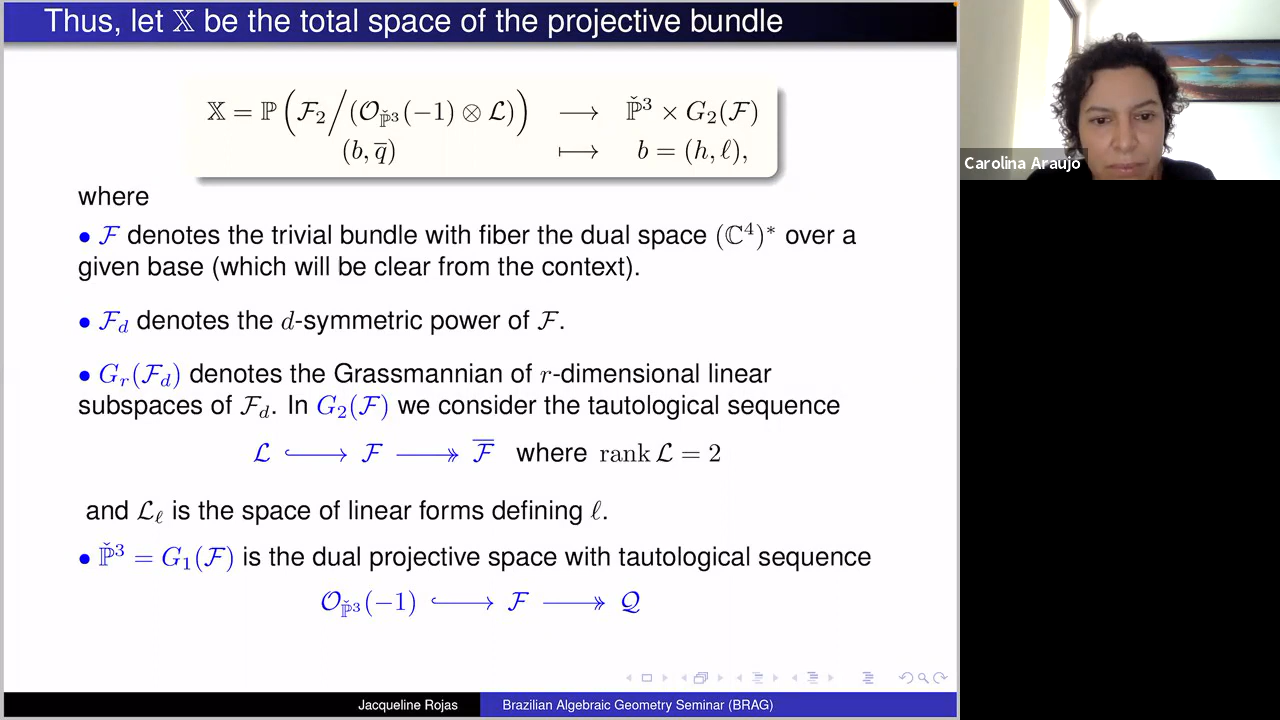 Thus, let 𝕏 be the total space of the projective bundle
𝕏 = ℙ(ℱ₂/(𝒪_ℙ̌³(−1) ⊗ ℒ)) ⟶ ℙ̌³ × G₂(ℱ)
(b, q̅) ⟼ b = (h, ℓ),
where
• ℱ denotes the trivial bundle with fiber the dual space (ℂ⁴)* over a
given base (which will be clear from the context).
• ℱ_d denotes the d-symmetric power of ℱ.
• G_r(ℱ_d) denotes the Grassmannian of r-dimensional linear
subspaces of ℱ_d. In G₂(ℱ) we consider the tautological sequence
ℒ ↪ ℱ ↠ ℱ̅ where rank ℒ = 2
and ℒ_ℓ is the space of linear forms defining ℓ.
• ℙ̌³ = G₁(ℱ) is the dual projective space with tautological sequence
𝒪_ℙ̌³(−1) ↪ ℱ ↠ 𝒬
Jacqueline Rojas Brazilian Algebraic Geometry Seminar (BRAG)
Carolina Araujo